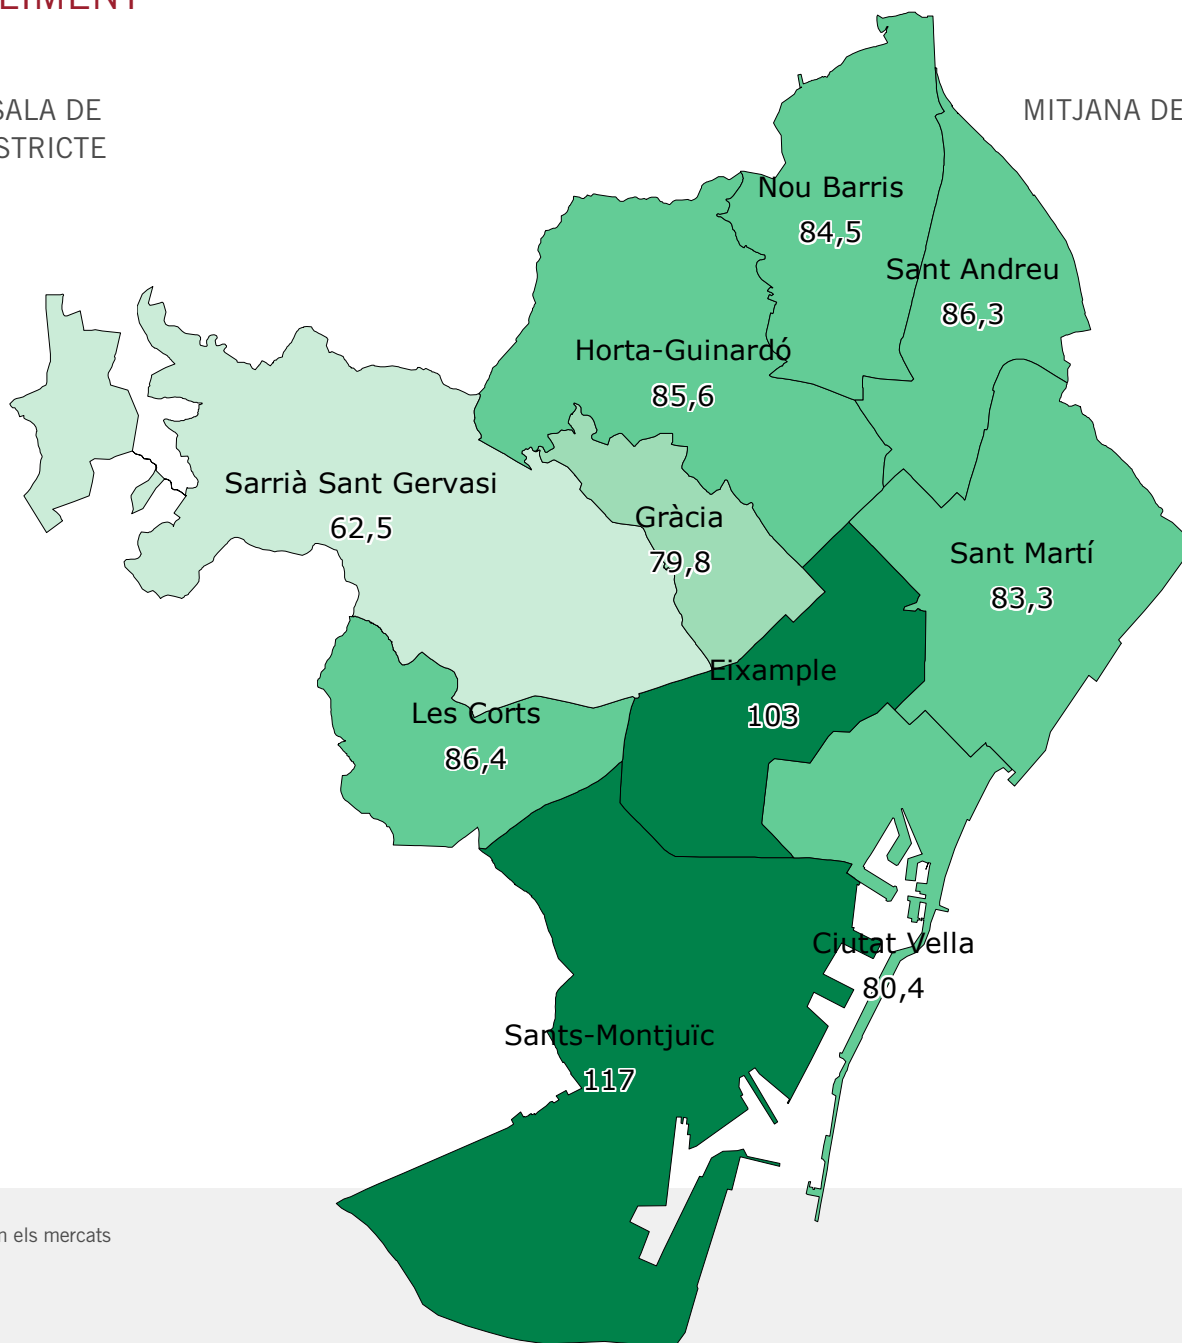 SALA DE
MITJANA DE
Nou Barris
84,5
Sant Andreu
86,3
Horta-Guinardó
85,6
Sarrià Sant Gervasi
62,5
Gràcia
79,8
Sant Martí
83,3
Eixample
103
Les Corts
86,4
Ciutat Vella
80,4
Sants-Montjuïc
117
els mercats